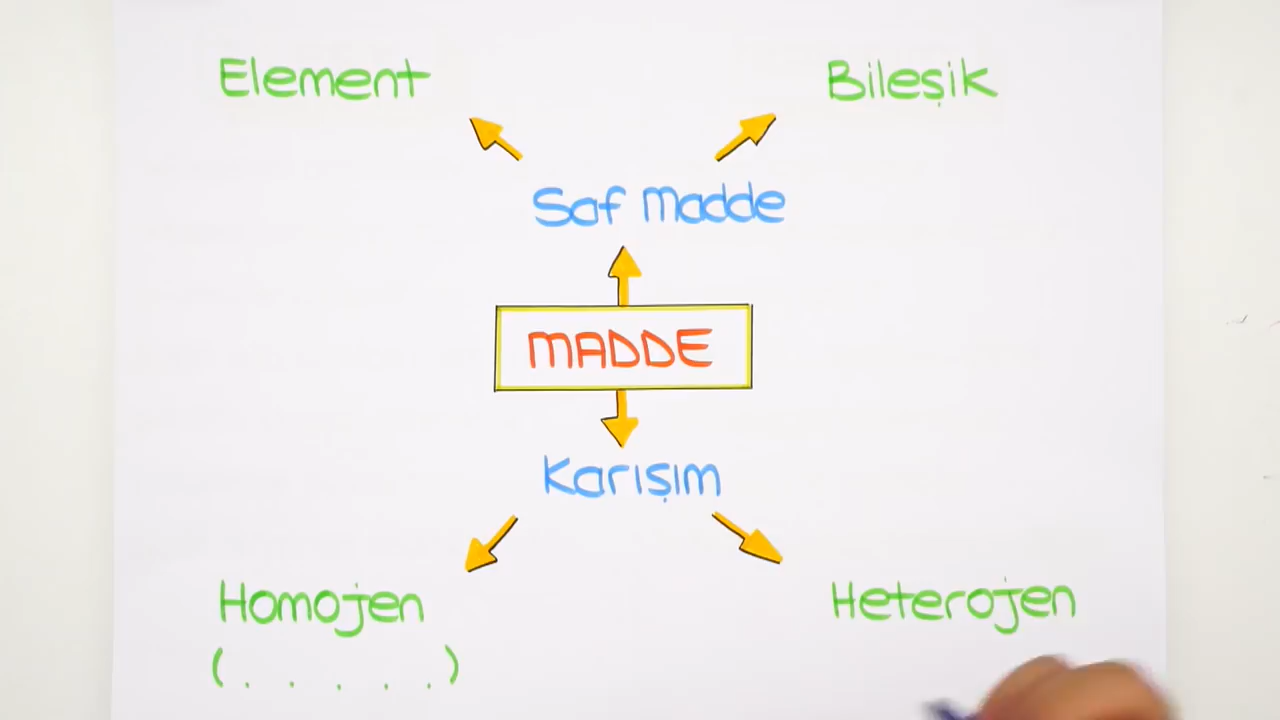 Element
Bileşik
Saf Madde
MADDE
Karışım
Homojen
Heterojen
(.....)